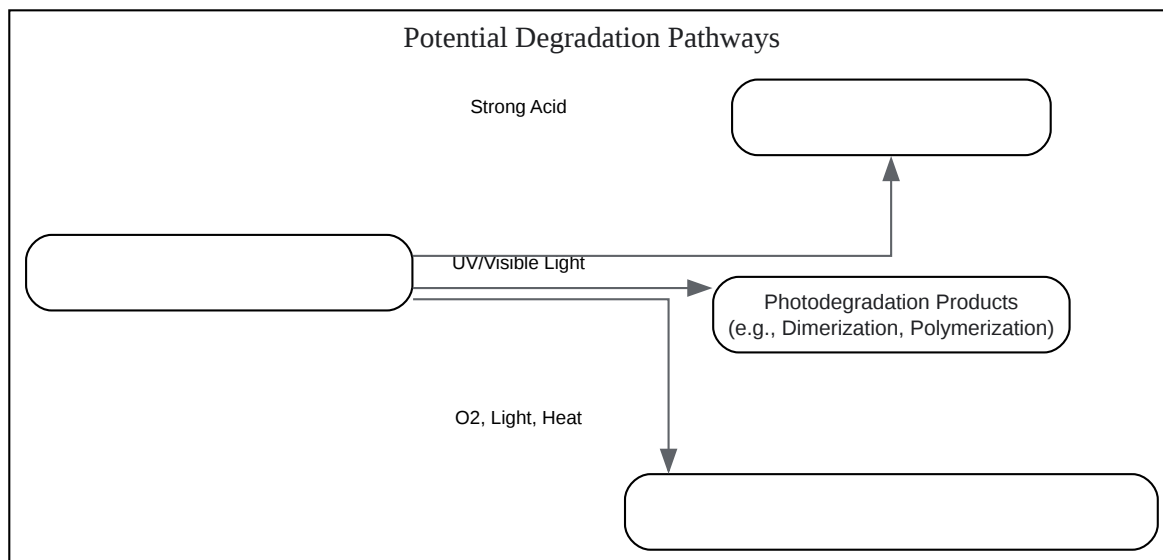 Potential Degradation Pathways
Strong Acid
UV/Visible Light
Photodegradation Products
(e.g., Dimerization, Polymerization)
O2, Light, Heat